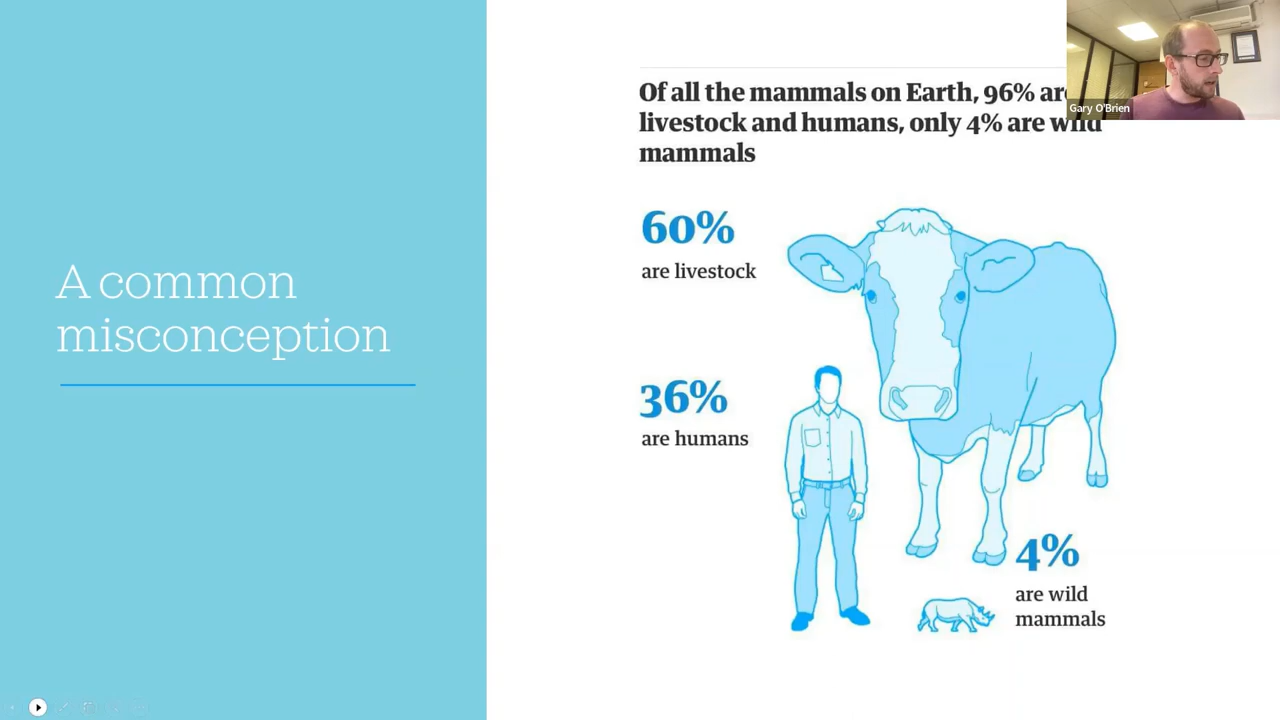 A common
misconception
Of all the mammals on Earth, 96% are
livestock and humans, only 4% are wild
mammals
60%
are livestock
36%
are humans
4%
are wild
mammals
Gary O'Brien